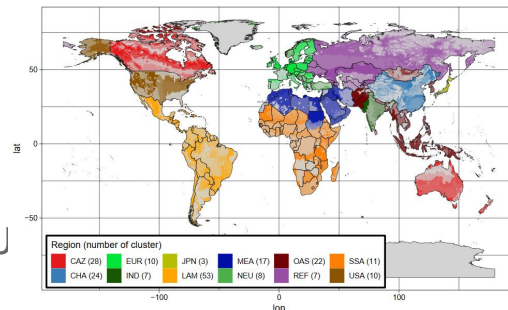 50
0
−50
lat
Region (number of cluster)
CAZ (28) EUR (10) JPN (3) MEA (17) OAS (22) SSA (11)
CHA (24) IND (7) LAM (53) NEU (8) REF (7) USA (10)
−100 0 100
lon